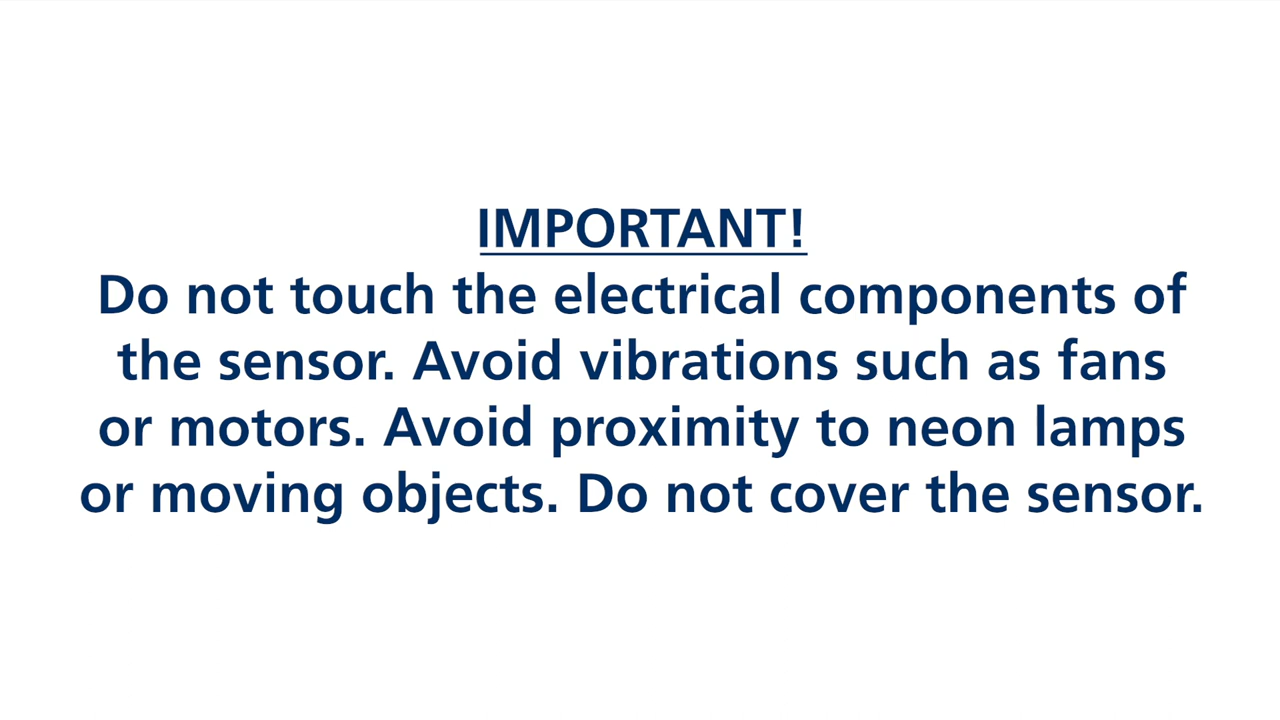 IMPORTANT!
Do not touch the electrical components of
the sensor. Avoid vibrations such as fans
or motors. Avoid proximity to neon lamps
or moving objects. Do not cover the sensor.